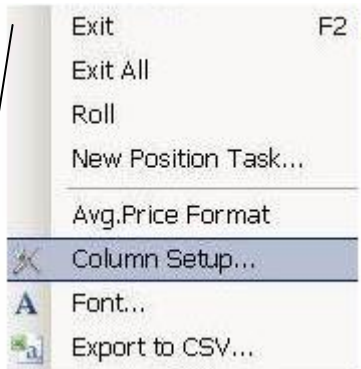 Exit F2
Exit All
Roll
New Position Task...
Avg.Price Format
Column Setup...
A Font...
a, Export to CSV...